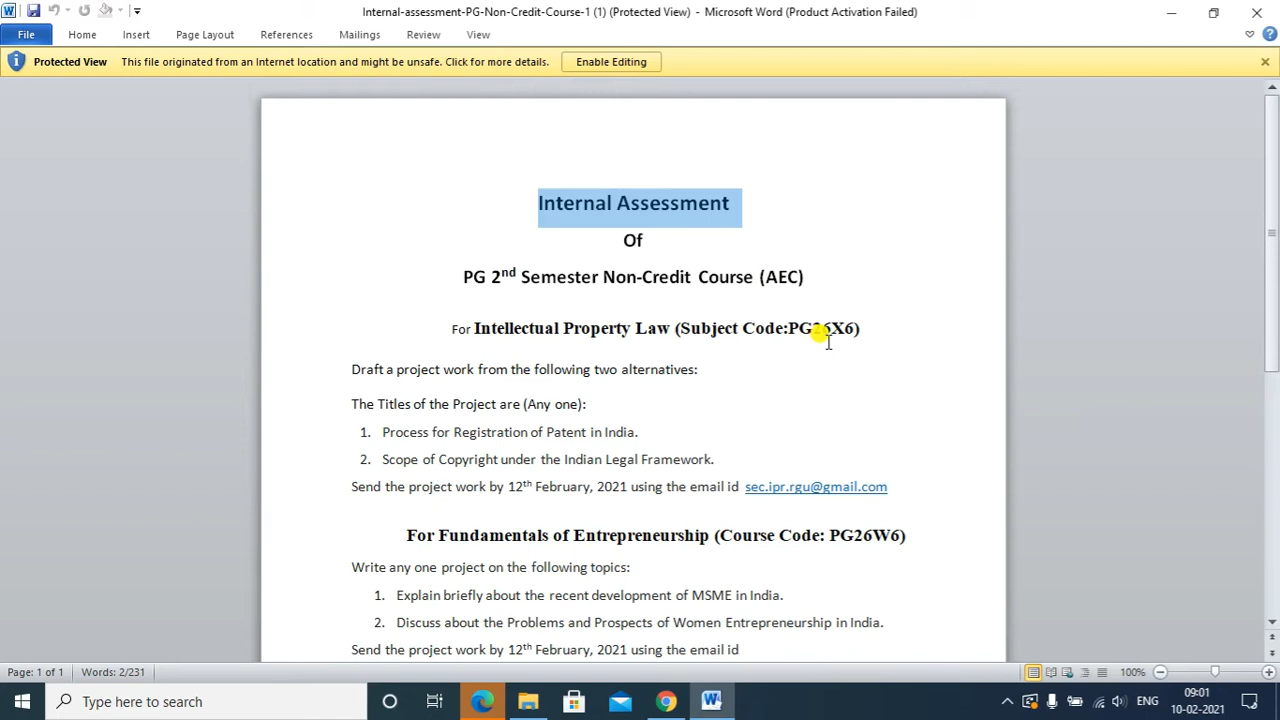 Internal-assessment-PG-Non-Credit-Course-1 (1) (Protected View) - Microsoft Word (Product Activation Failed)
File Home Insert Page Layout References Mailings Review View
Protected View This file originated from an Internet location and might be unsafe. Click for more details. Enable Editing
Internal Assessment
Of
PG 2nd Semester Non-Credit Course (AEC)
For Intellectual Property Law (Subject Code:PG26X6)
Draft a project work from the following two alternatives:
The Titles of the Project are (Any one):
1. Process for Registration of Patent in India.
2. Scope of Copyright under the Indian Legal Framework.
Send the project work by 12th February, 2021 using the email id sec.ipr.rgu@gmail.com
For Fundamentals of Entrepreneurship (Course Code: PG26W6)
Write any one project on the following topics:
1. Explain briefly about the recent development of MSME in India.
2. Discuss about the Problems and Prospects of Women Entrepreneurship in India.
Send the project work by 12th February, 2021 using the email id
Page: 1 of 1 Words: 2/231 100%
Type here to search ENG 09:01
10-02-2021